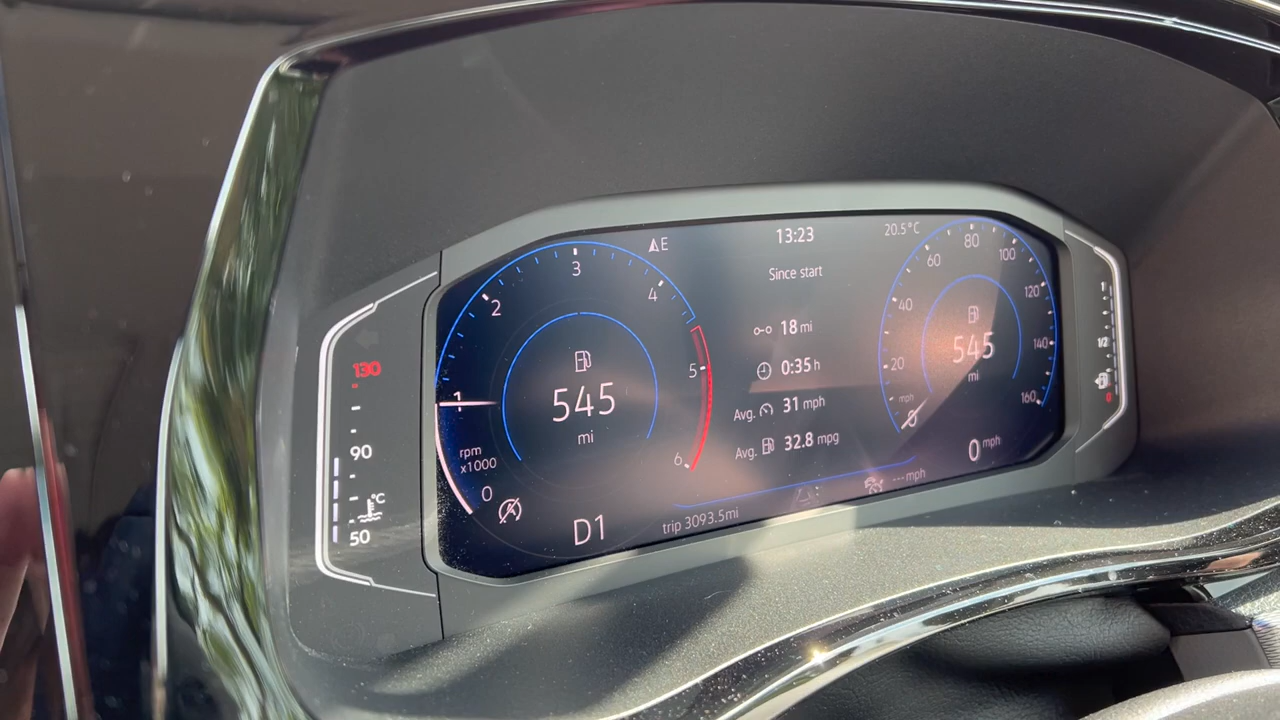 E
13:23
20.5°C
Since start
18 mi
0:35 h
Avg. 31 mph
Avg. 32.8 mpg
0
1
2
3
4
5
6
rpm
x1000
545
mi
D1
trip 3093.5mi
0
20
40
60
80
100
120
140
160
mph
545
mi
0 mph
---mph
130
90
°C
50
1
1/2
0